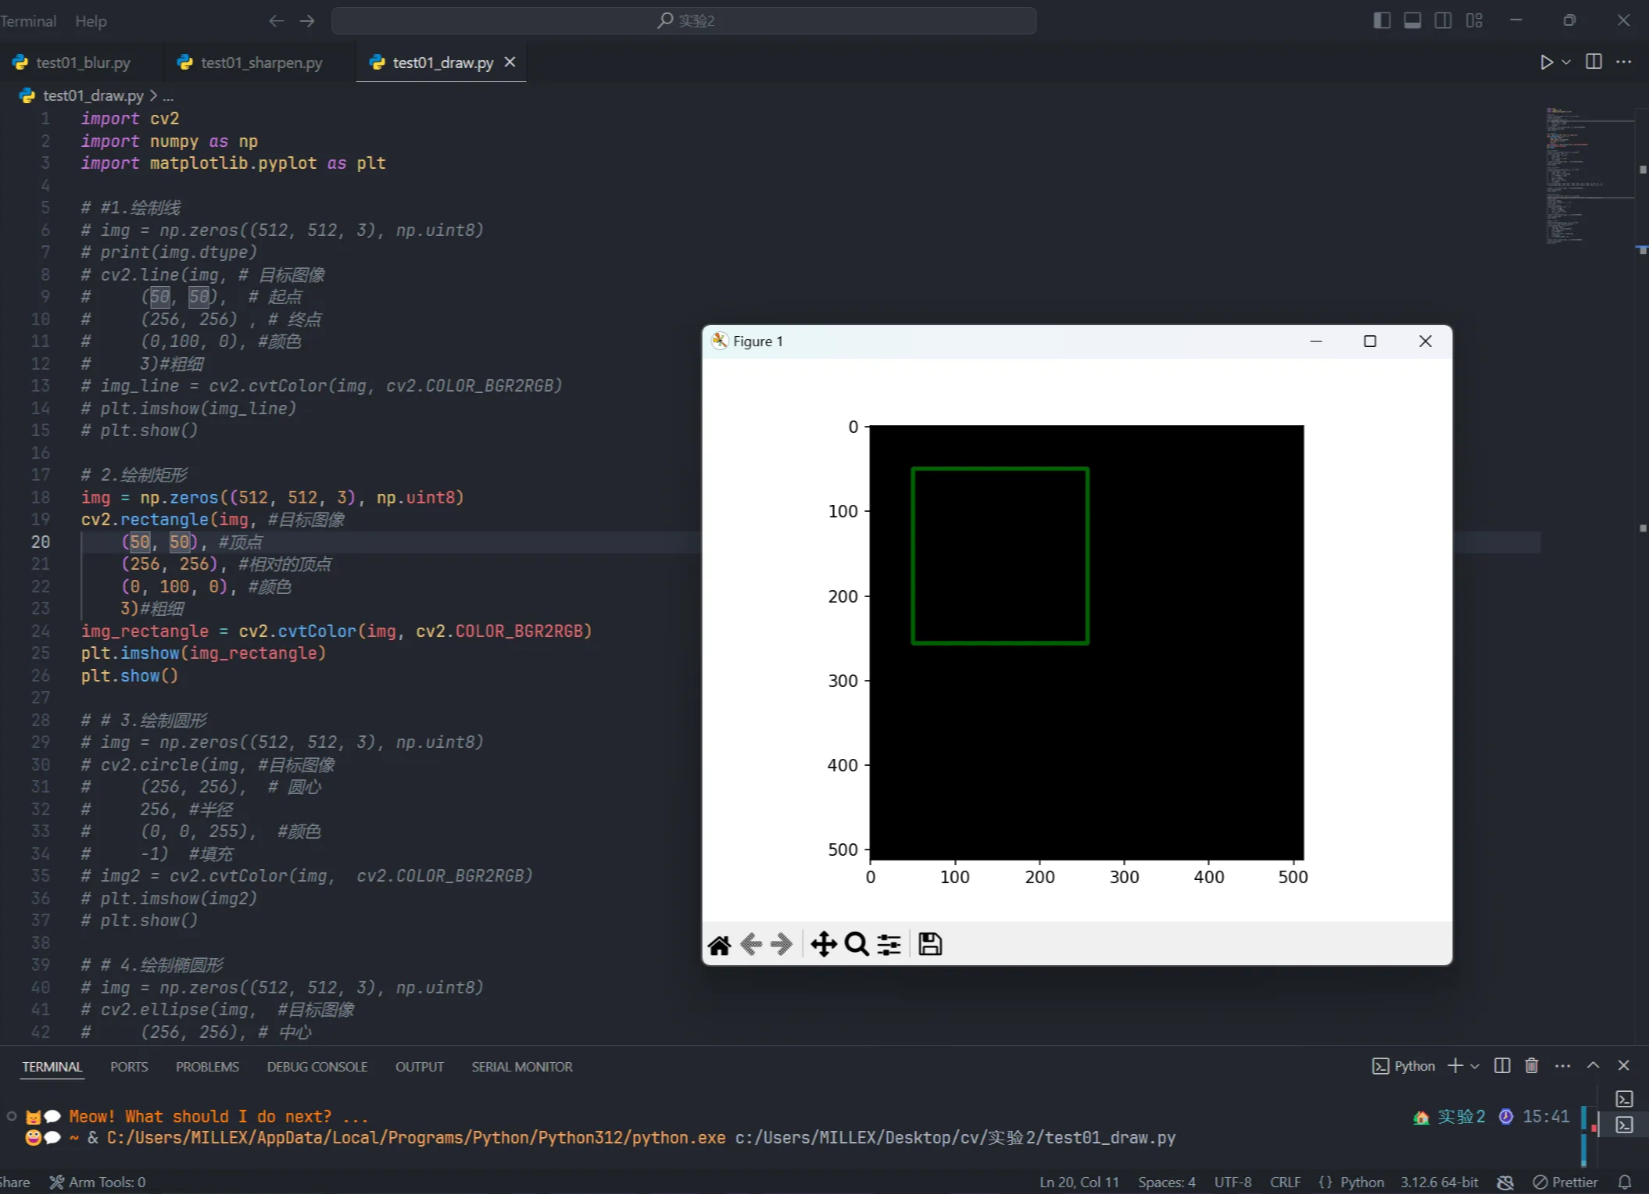 Terminal Help 实验2
test01_blur.py test01_sharpen.py test01_draw.py
test01_draw.py > ...
1 import cv2
2 import numpy as np
3 import matplotlib.pyplot as plt
4
5 # #1.绘制线
6 # img = np.zeros((512, 512, 3), np.uint8)
7 # print(img.dtype)
8 # cv2.line(img, # 目标图像
9 # (50, 50), # 起点
10 # (256, 256) , # 终点
11 # (0,100, 0), #颜色
12 # 3)#粗细
13 # img_line = cv2.cvtColor(img, cv2.COLOR_BGR2RGB)
14 # plt.imshow(img_line)
15 # plt.show()
16
17 # 2.绘制矩形
18 img = np.zeros((512, 512, 3), np.uint8)
19 cv2.rectangle(img, #目标图像
20 (50, 50), #顶点
21 (256, 256), #相对的顶点
22 (0, 100, 0), #颜色
23 3)#粗细
24 img_rectangle = cv2.cvtColor(img, cv2.COLOR_BGR2RGB)
25 plt.imshow(img_rectangle)
26 plt.show()
27
28 # # 3.绘制圆形
29 # img = np.zeros((512, 512, 3), np.uint8)
30 # cv2.circle(img, #目标图像
31 # (256, 256), # 圆心
32 # 256, #半径
33 # (0, 0, 255), #颜色
34 # -1) #填充
35 # img2 = cv2.cvtColor(img, cv2.COLOR_BGR2RGB)
36 # plt.imshow(img2)
37 # plt.show()
38
39 # # 4.绘制椭圆形
40 # img = np.zeros((512, 512, 3), np.uint8)
41 # cv2.ellipse(img, #目标图像
42 # (256, 256), # 中心
Figure 1
0
100
200
300
400
500
0 100 200 300 400 500
TERMINAL PORTS PROBLEMS DEBUG CONSOLE OUTPUT SERIAL MONITOR Python
Meow! What should I do next? ... 实验2 15:41
~ & C:/Users/MILLEX/AppData/Local/Programs/Python/Python312/python.exe c:/Users/MILLEX/Desktop/cv/实验2/test01_draw.py
Share Arm Tools: 0 Ln 20, Col 11 Spaces: 4 UTF-8 CRLF {} Python 3.12.6 64-bit Prettier